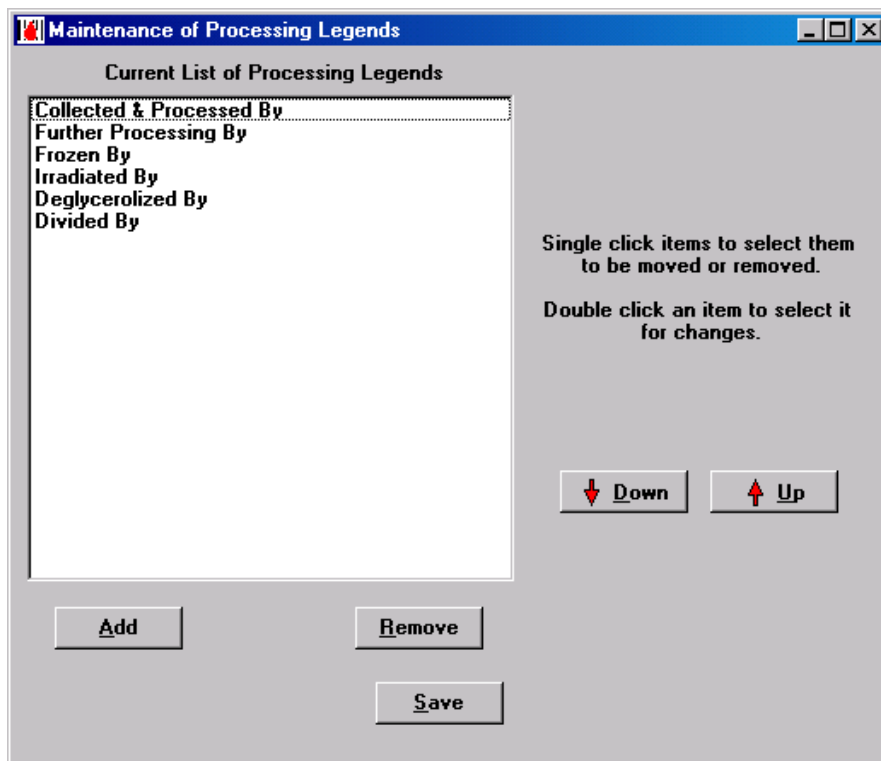 Maintenance of Processing Legends
Current List of Processing Legends
Collected & Processed By
Further Processing By
Frozen By
Irradiated By
Deglycerolized By
Divided By
Single click items to select them
to be moved or removed.
Double click an item to select it
for changes.
Down
Up
Add
Remove
Save